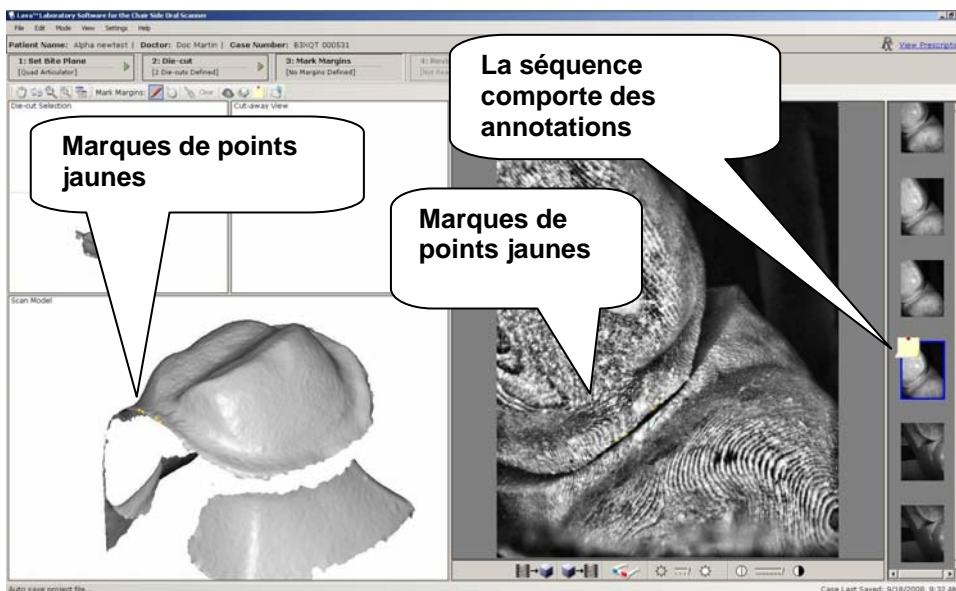 Lava™ Laboratory Software for the Chair Side Oral Scanner
File Edit Mode View Settings Help
Patient Name: Alpha newtest | Doctor: Doc Martin | Case Number: B3XQT 000531
View Prescripti
1: Set Bite Plane
[Quad Articulator]
2: Die-cut
[2 Die-cuts Defined]
3: Mark Margins
[No Margins Defined]
Mark Margins: Clear
Die-cut Selection
Cut-away View
La séquence
comporte des
annotations
Marques de points
jaunes
Marques de
points jaunes
Scan Model
Auto save project file...
Case Last Saved: 9/18/2008, 9:32 AM